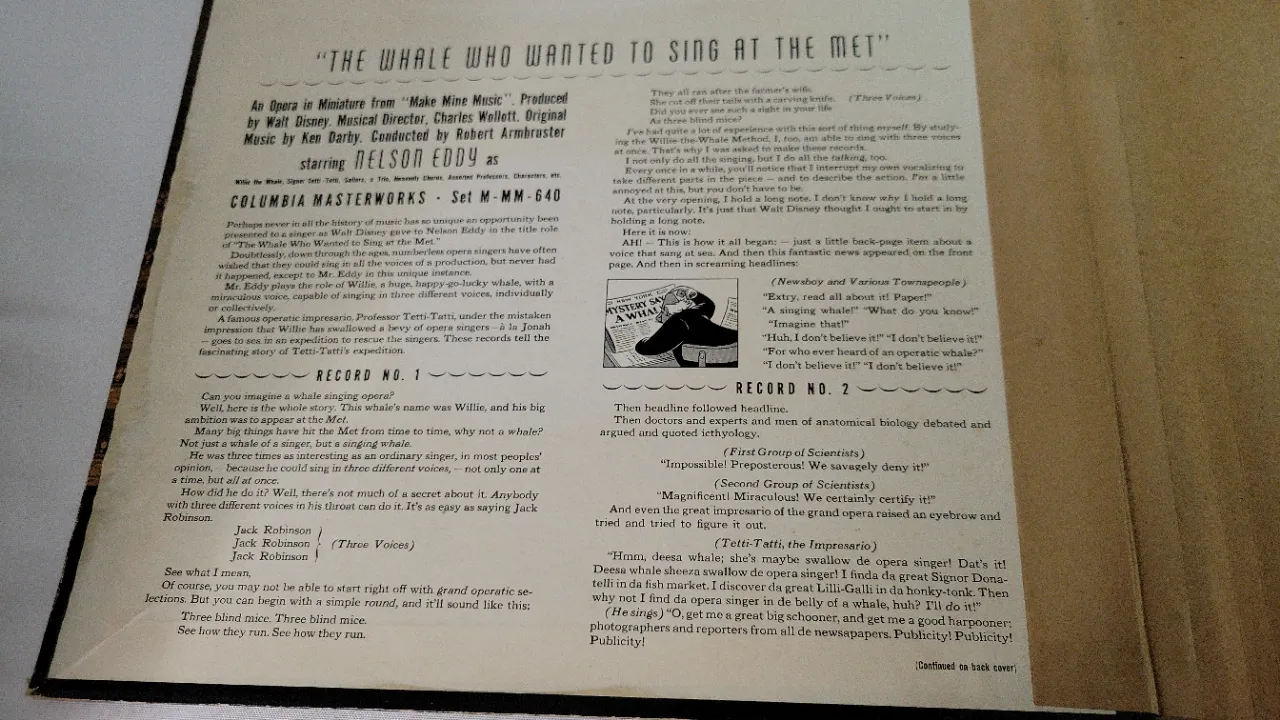 "THE WHALE WHO WANTED TO SING AT THE MET"
An Opera in Miniature from "Make Mine Music". Produced
by Walt Disney. Musical Director, Charles Wollott. Original
Music by Ken Darby. Conducted by Robert Armbruster
starring NELSON EDDY as
Willie the Whale, Signor Tetti-Tatti, Sailors, a Trio, Heavenly Chorus, Assorted Professors, Characters, etc.
COLUMBIA MASTERWORKS · Set M-MM-640
Perhaps never in all the history of music has so unique an opportunity been
presented to a singer as Walt Disney gave to Nelson Eddy in the title role
of "The Whale Who Wanted to Sing at the Met."
Doubtlessly, down through the ages, numberless opera singers have often
wished that they could sing in all the voices of a production, but never had
it happened, except to Mr. Eddy in this unique instance.
Mr. Eddy plays the role of Willie, a huge, happy-go-lucky whale, with a
miraculous voice, capable of singing in three different voices, individually
or collectively.
A famous operatic impresario, Professor Tetti-Tatti, under the mistaken
impression that Willie has swallowed a bevy of opera singers — à la Jonah
— goes to sea in an expedition to rescue the singers. These records tell the
fascinating story of Tetti-Tatti's expedition.
RECORD NO. 1
Can you imagine a whale singing opera?
Well, here is the whole story. This whale's name was Willie, and his big
ambition was to appear at the Met.
Many big things have hit the Met from time to time, why not a whale?
Not just a whale of a singer, but a singing whale.
He was three times as interesting as an ordinary singer, in most peoples'
opinion, — because he could sing in three different voices, — not only one at
a time, but all at once.
How did he do it? Well, there's not much of a secret about it. Anybody
with three different voices in his throat can do it. It's as easy as saying Jack
Robinson.
Jack Robinson
Jack Robinson (Three Voices)
Jack Robinson
See what I mean,
Of course, you may not be able to start right off with grand operatic se-
lections. But you can begin with a simple round, and it'll sound like this:
Three blind mice. Three blind mice.
See how they run. See how they run.
They all ran after the farmer's wife.
She cut off their tails with a carving knife. (Three Voices)
Did you ever see such a sight in your life
As three blind mice?
I've had quite a lot of experience with this sort of thing myself. By study-
ing the Willie-the-Whale Method, I, too, am able to sing with three voices
at once. That's why I was asked to make these records.
I not only do all the singing, but I do all the talking, too.
Every once in a while, you'll notice that I interrupt my own vocalizing to
take different parts in the piece — and to describe the action. I'm a little
annoyed at this, but you don't have to be.
At the very opening, I hold a long note. I don't know why I hold a long
note, particularly. It's just that Walt Disney thought I ought to start in by
holding a long note.
Here it is now:
AH! — This is how it all began: — just a little back-page item about a
voice that sang at sea. And then this fantastic news appeared on the front
page. And then in screaming headlines:
NEW YORK
MYSTERY SAY
A WHAL
(Newsboy and Various Townspeople)
"Extry, read all about it! Paper!"
"A singing whale!" "What do you know!"
"Imagine that!"
"Huh, I don't believe it!" "I don't believe it!"
"For who ever heard of an operatic whale?"
"I don't believe it!" "I don't believe it!"
RECORD NO. 2
Then headline followed headline.
Then doctors and experts and men of anatomical biology debated and
argued and quoted icthyology.
(First Group of Scientists)
"Impossible! Preposterous! We savagely deny it!"
(Second Group of Scientists)
"Magnificent! Miraculous! We certainly certify it!"
And even the great impresario of the grand opera raised an eyebrow and
tried and tried to figure it out.
(Tetti-Tatti, the Impresario)
"Hmm, deesa whale; she's maybe swallow de opera singer! Dat's it!
Deesa whale sheeza swallow de opera singer! I finda da great Signor Dona-
telli in da fish market. I discover da great Lilli-Galli in da honky-tonk. Then
why not I find da opera singer in de belly of a whale, huh? I'll do it!"
(He sings) "O, get me a great big schooner, and get me a good harpooner;
photographers and reporters from all de newsapapers. Publicity! Publicity!
Publicity!
(Continued on back cover)